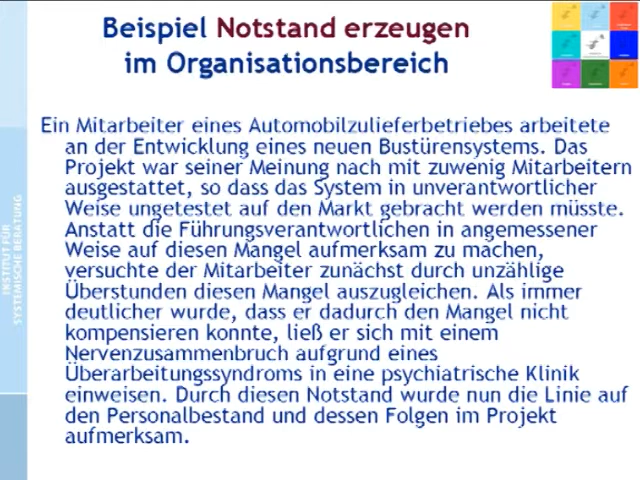 Beispiel Notstand erzeugen
im Organisationsbereich
Ein Mitarbeiter eines Automobilzulieferbetriebes arbeitete
an der Entwicklung eines neuen Bustürensystems. Das
Projekt war seiner Meinung nach mit zuwenig Mitarbeitern
ausgestattet, so dass das System in unverantwortlicher
Weise ungetestet auf den Markt gebracht werden müsste.
Anstatt die Führungsverantwortlichen in angemessener
Weise auf diesen Mangel aufmerksam zu machen,
versuchte der Mitarbeiter zunächst durch unzählige
Überstunden diesen Mangel auszugleichen. Als immer
deutlicher wurde, dass er dadurch den Mangel nicht
kompensieren konnte, ließ er sich mit einem
Nervenzusammenbruch aufgrund eines
Überarbeitungssyndroms in eine psychiatrische Klinik
einweisen. Durch diesen Notstand wurde nun die Linie auf
den Personalbestand und dessen Folgen im Projekt
aufmerksam.
INSTITUT FÜR
SYSTEMISCHE BERATUNG